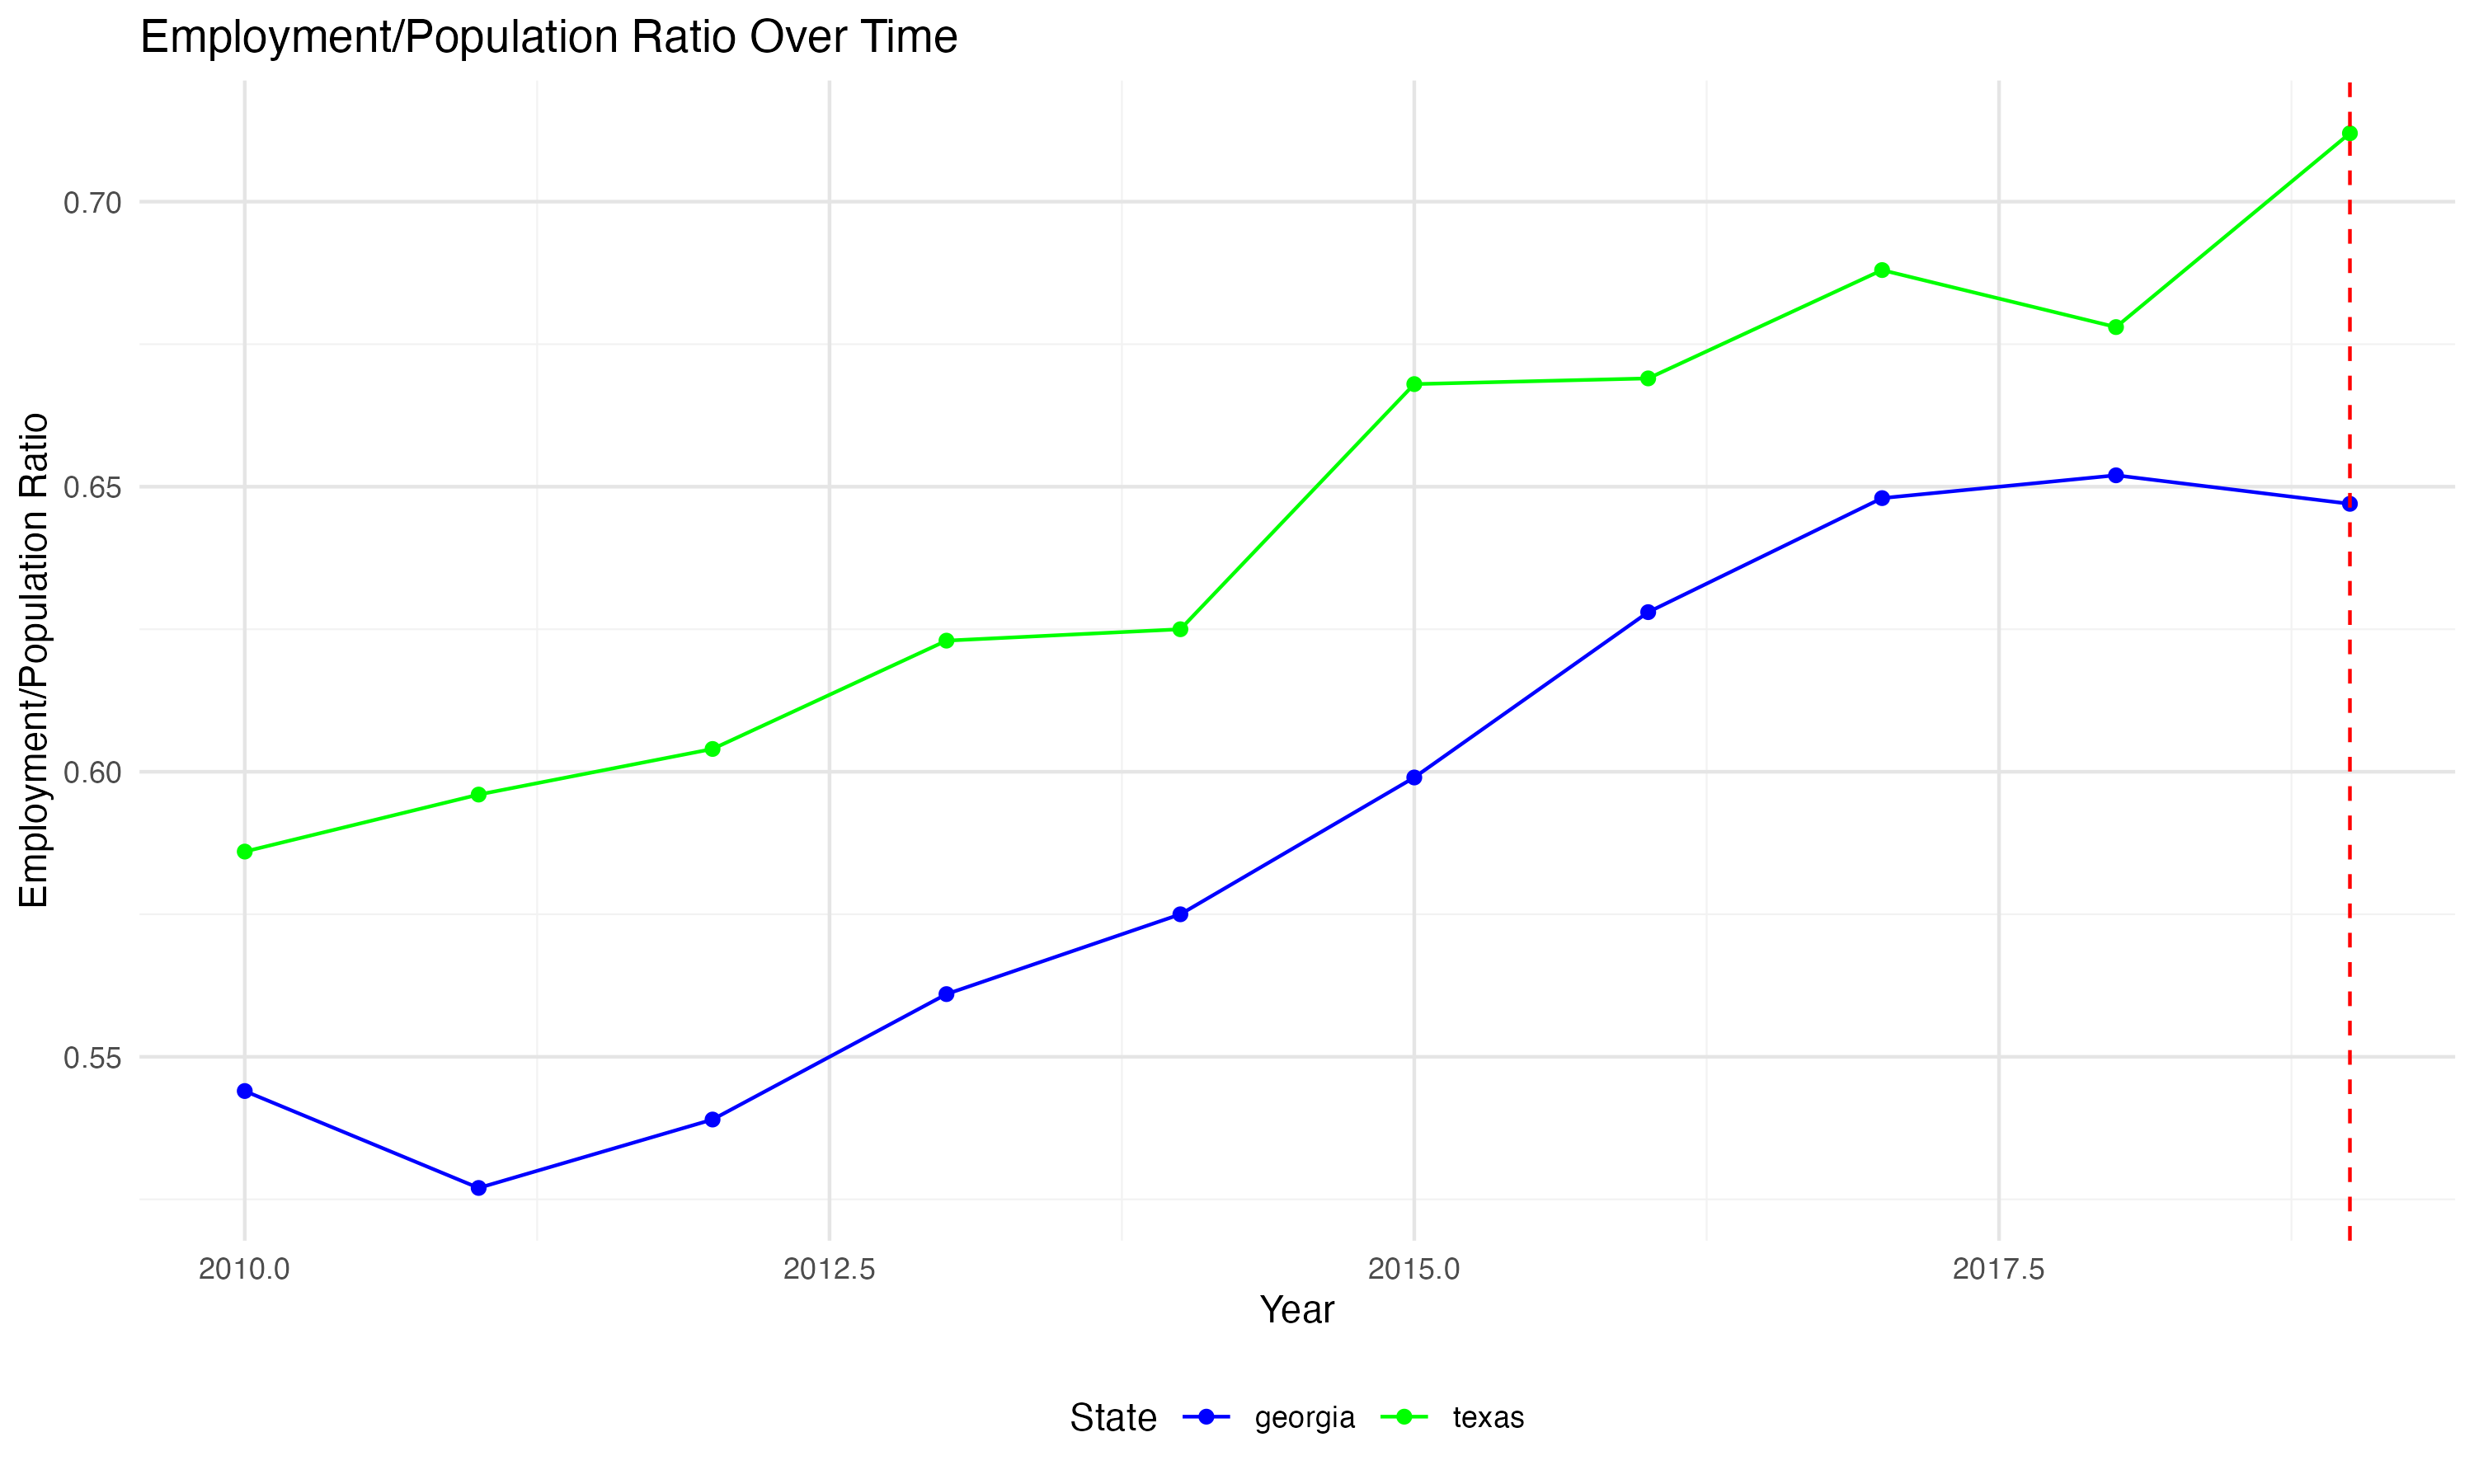 Employment/Population Ratio Over Time
Employment/Population Ratio
0.70
0.65
0.60
0.55
2010.0 2012.5 2015.0 2017.5
Year
State georgia texas